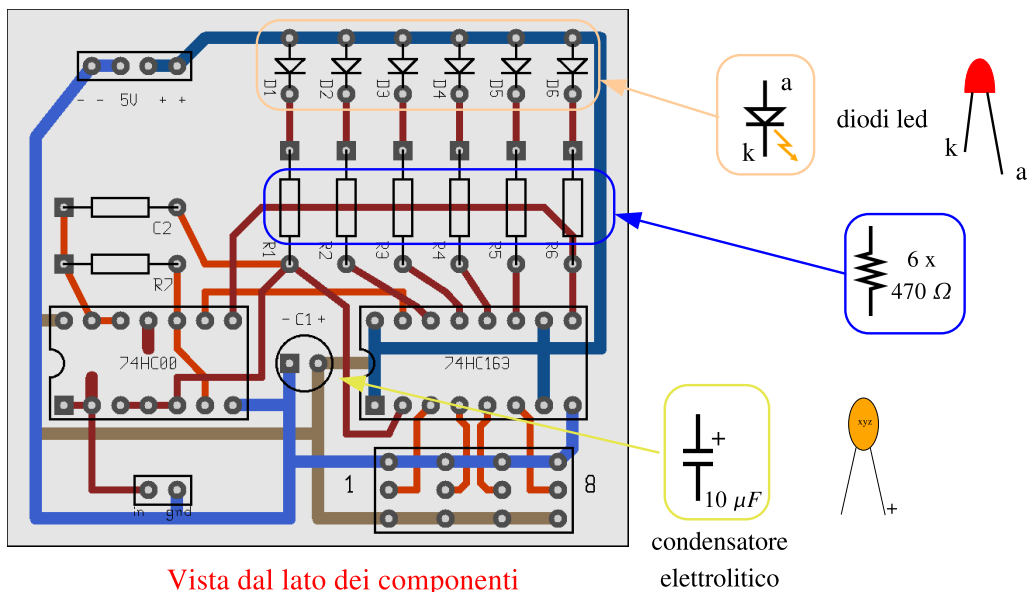 - - 5V + +
D1 D2 D3 D4 D5 D6
a
k
diodi led
k
a
C2
R7
R1 R2 R3 R4 R5 R6
6 x
470 Ω
- C1 +
74HC00
74HC163
+
10 μF
xyz
+
1
8
in gnd
condensatore
elettrolitico
Vista dal lato dei componenti